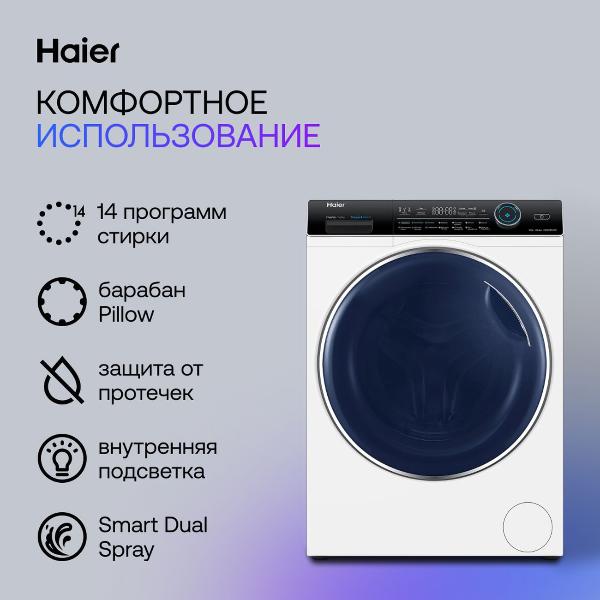 Haier
КОМФОРТНОЕ
ИСПОЛЬЗОВАНИЕ
14
14 программ
стирки
барабан
Pillow
защита от
протечек
внутренняя
подсветка
Smart Dual
Spray
Haier